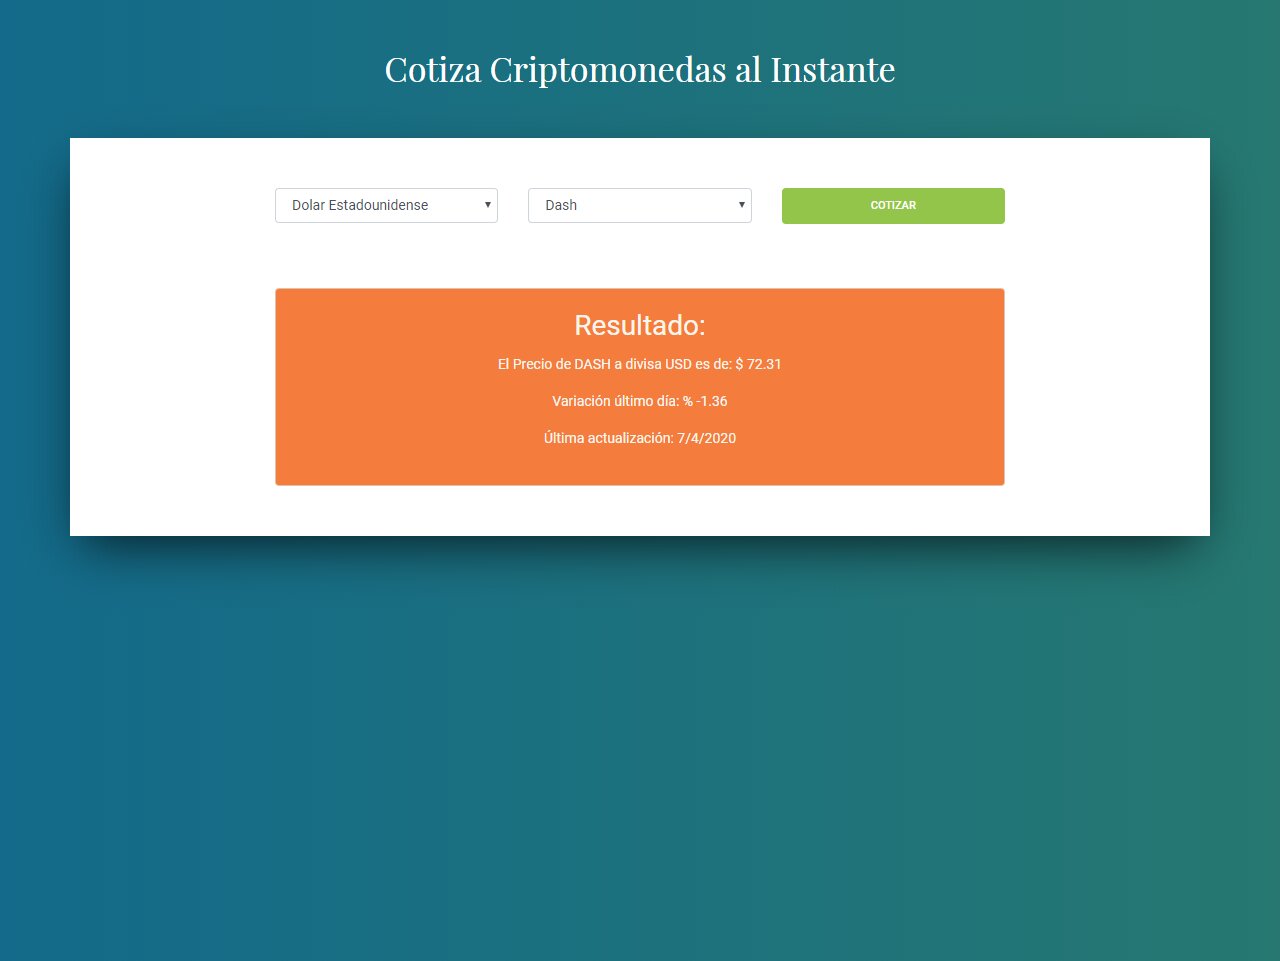 Cotiza Criptomonedas al Instante
Dolar Estadounidense
Dash
COTIZAR
Resultado:
El Precio de DASH a divisa USD es de: $ 72.31
Variación último día: % -1.36
Última actualización: 7/4/2020